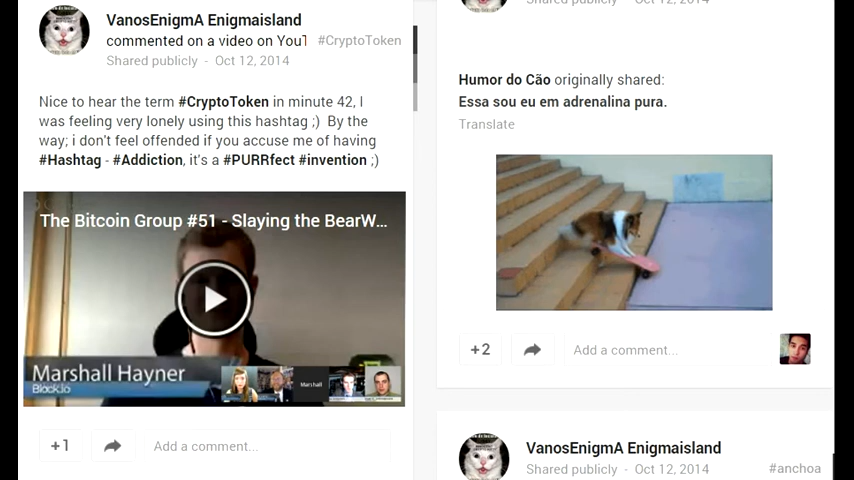 VanosEnigmA Enigmaisland
commented on a video on YouT
#CryptoToken
Shared publicly - Oct 12, 2014
Nice to hear the term #CryptoToken in minute 42, I
was feeling very lonely using this hashtag ;) By the
way; i don't feel offended if you accuse me of having
#Hashtag - #Addiction, it's a #PURRfect #invention ;)
The Bitcoin Group #51 - Slaying the BearW...
Marshall Hayner
Block.io
Marshall
+1
Add a comment...
Shared publicly - Oct 12, 2014
Humor do Cão originally shared:
Essa sou eu em adrenalina pura.
Translate
+2
Add a comment...
VanosEnigmA Enigmaisland
Shared publicly - Oct 12, 2014
#anchoa